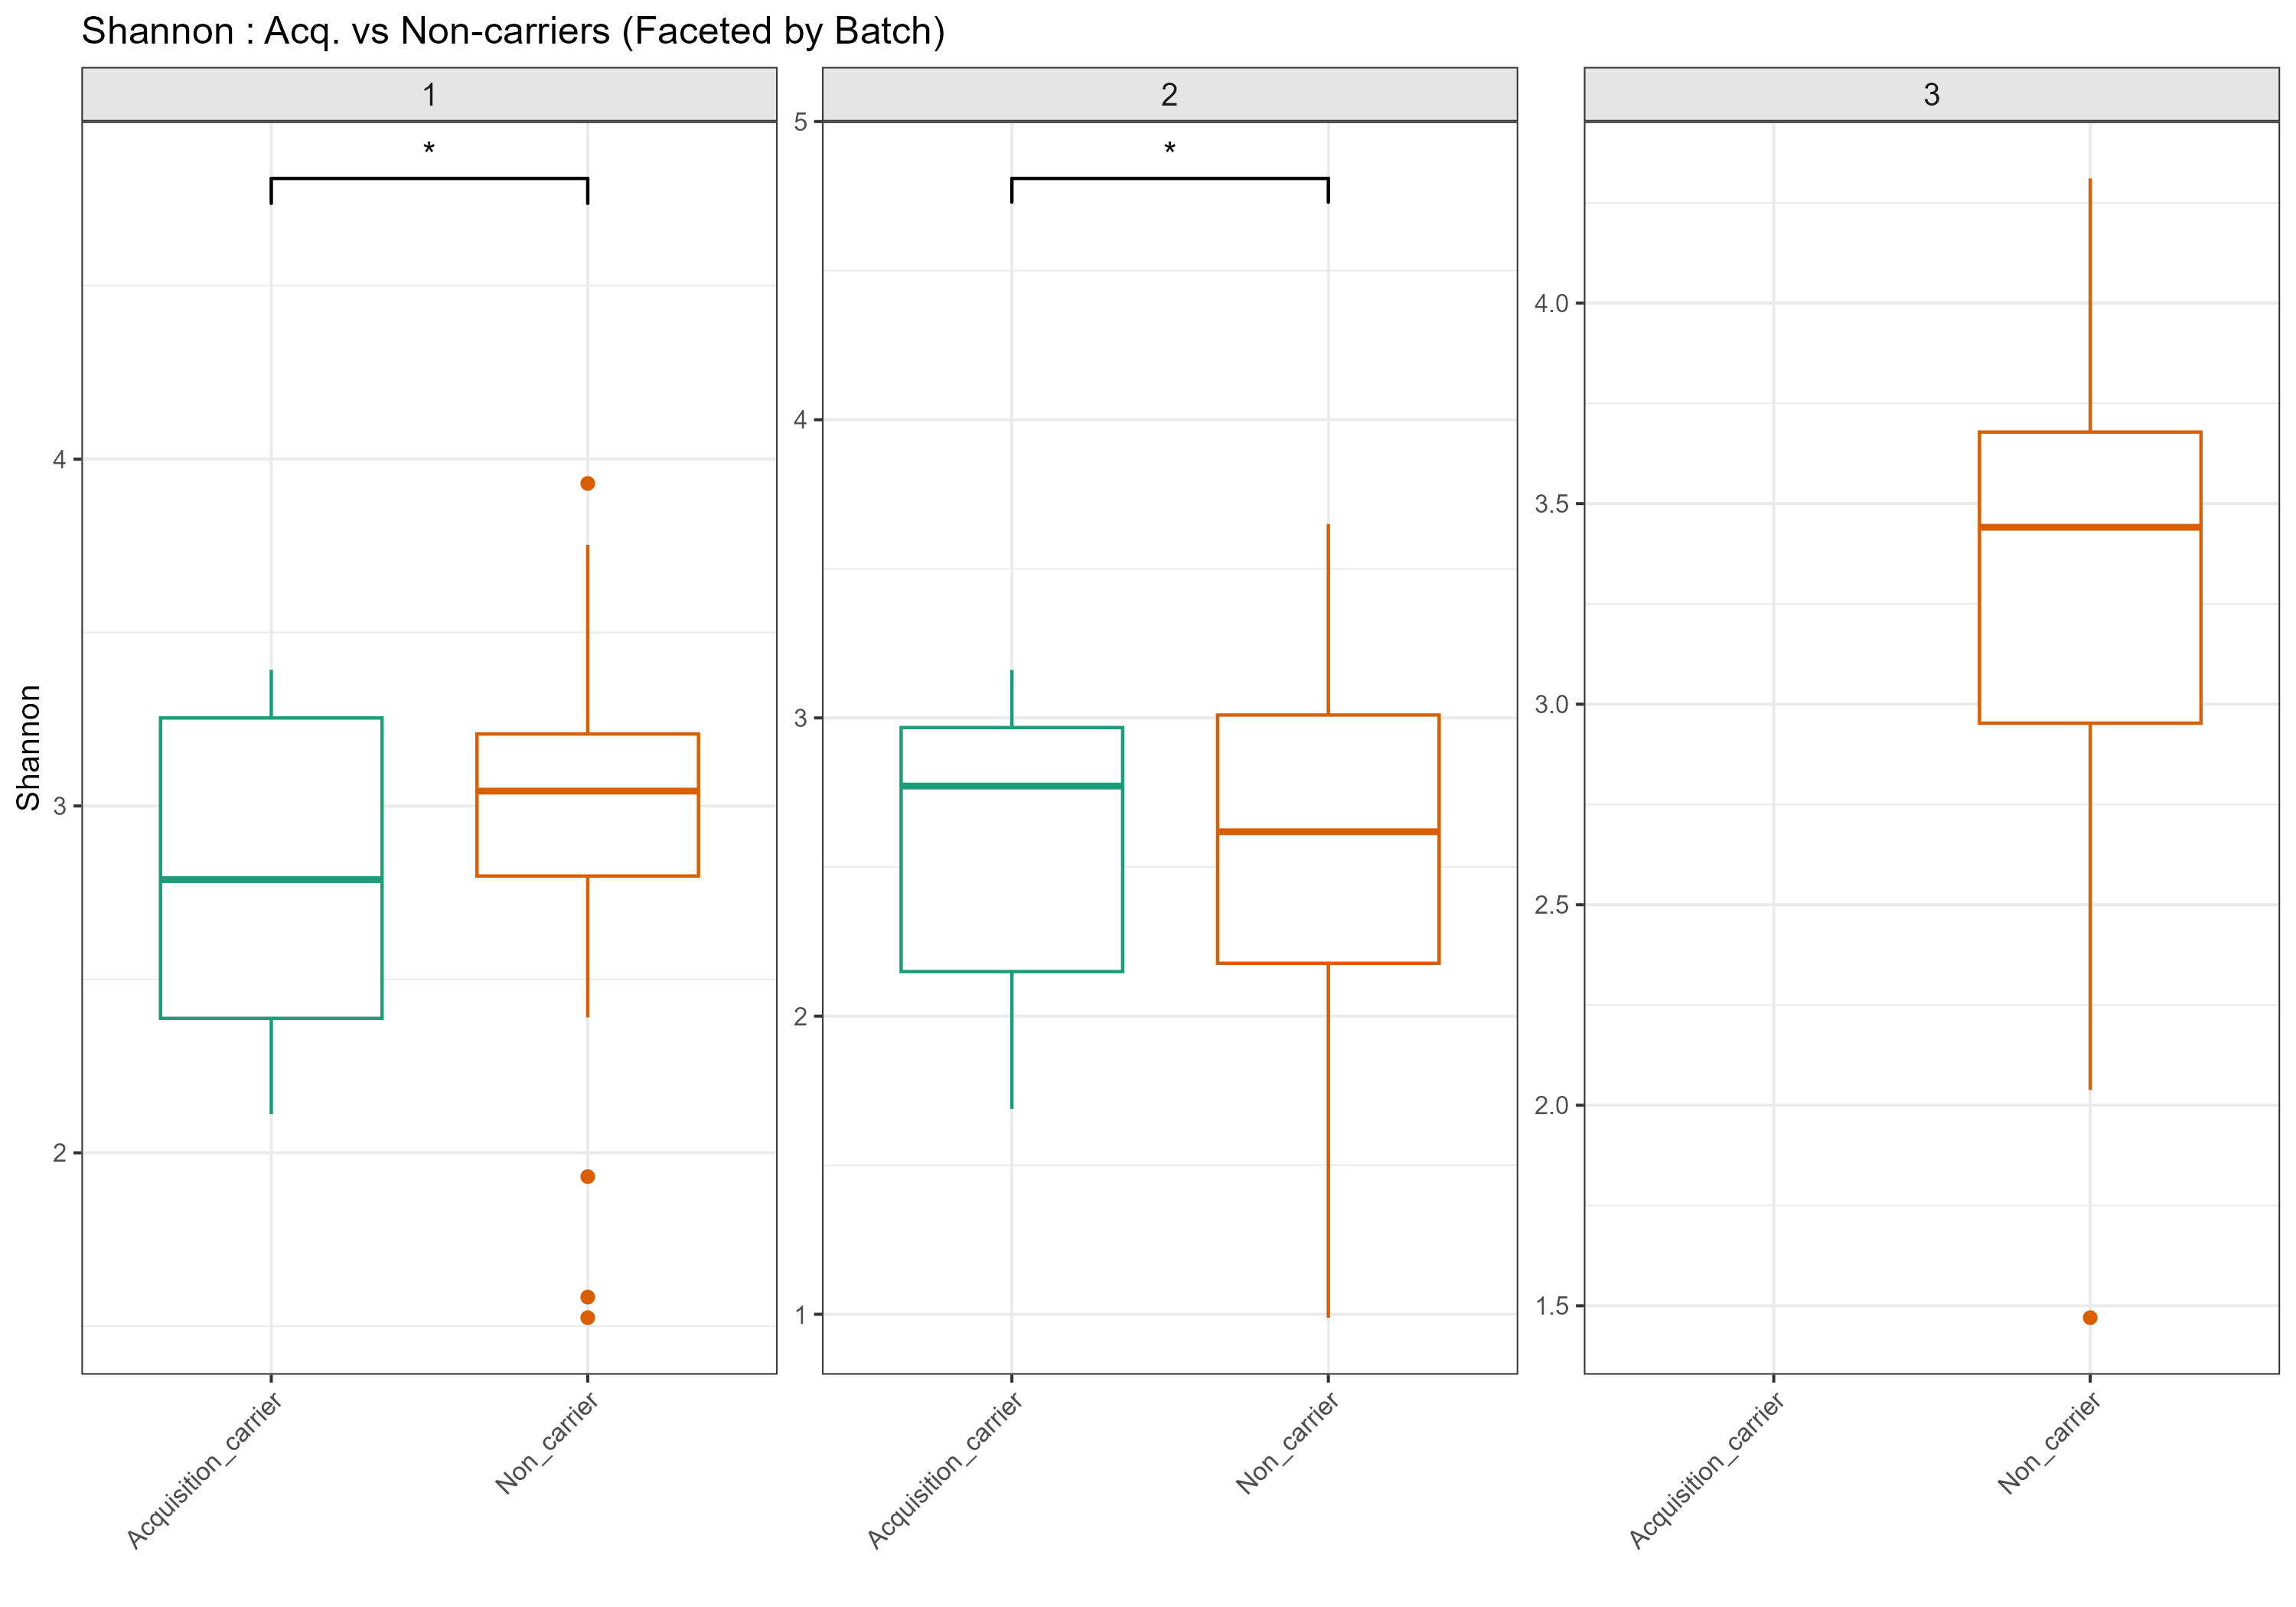 Shannon : Acq. vs Non-carriers (Faceted by Batch)
1
2
3
*
*
Shannon
4
3
2
5
4
3
2
1
4.0
3.5
3.0
2.5
2.0
1.5
Acquisition_carrier
Non_carrier
Acquisition_carrier
Non_carrier
Acquisition_carrier
Non_carrier